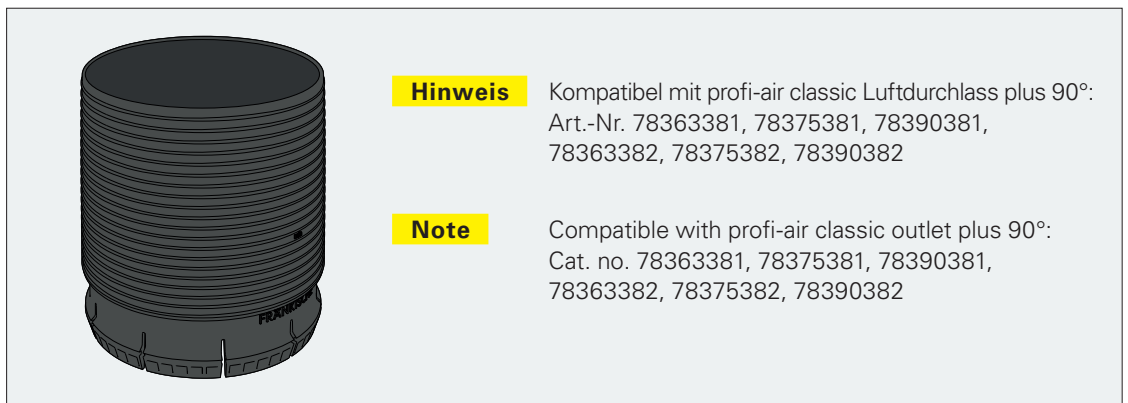 Hinweis Kompatibel mit profi-air classic Luftdurchlass plus 90°:
Art.-Nr. 78363381, 78375381, 78390381,
78363382, 78375382, 78390382
Note Compatible with profi-air classic outlet plus 90°:
Cat. no. 78363381, 78375381, 78390381,
78363382, 78375382, 78390382